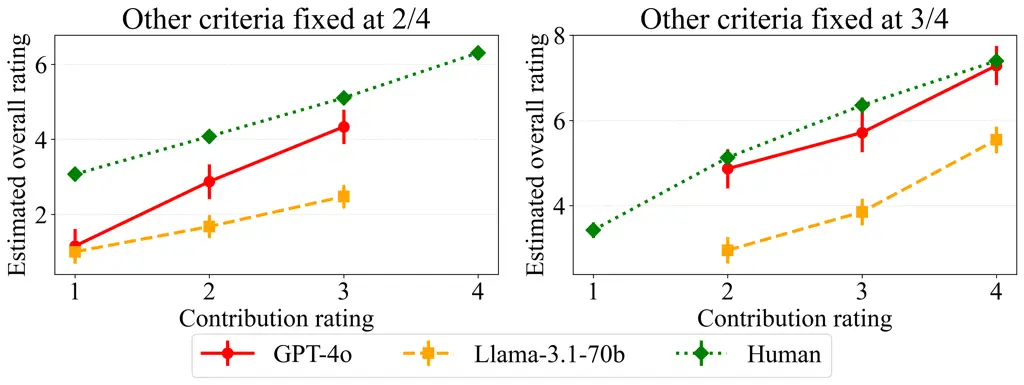 Other criteria fixed at 2/4
Estimated overall rating
6
4
2
1 2 3 4
Contribution rating
Other criteria fixed at 3/4
Estimated overall rating
8
6
4
1 2 3 4
Contribution rating
GPT-4o Llama-3.1-70b Human